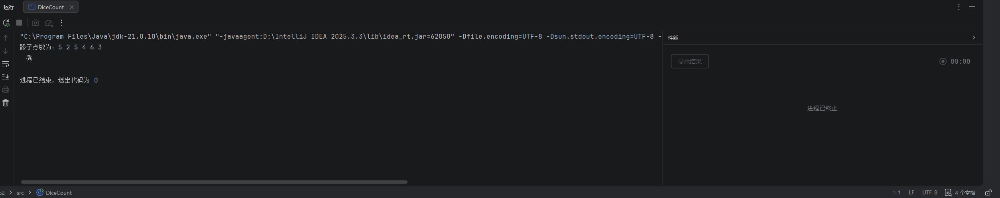 运行 DiceCount
"C:\Program Files\Java\jdk-21.0.10\bin\java.exe" "-javaagent:D:\IntelliJ IDEA 2025.3.3\lib\idea_rt.jar=62050" -Dfile.encoding=UTF-8 -Dsun.stdout.encoding=UTF-8 -
骰子点数为：5 2 5 4 6 3
一秀
进程已结束，退出代码为 0
性能
显示结果 00:00
进程已终止
src DiceCount 1:1 LF UTF-8 4 个空格